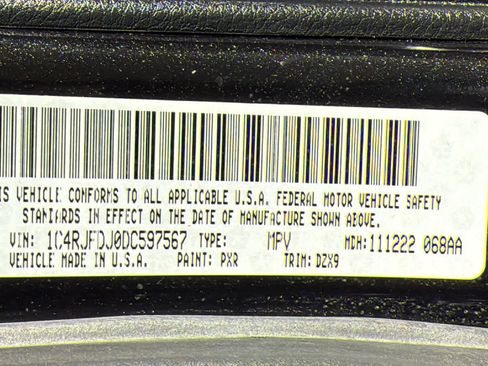 IS VEHICLE CONFORMS TO ALL APPLICABLE U.S.A. FEDERAL MOTOR VEHICLE SAFETY
STANDARDS IN EFFECT ON THE DATE OF MANUFACTURE SHOWN ABOVE.
VIN: 1C4RJFDJ0DC597567 TYPE: MPV MDH:111222 068AA
VEHICLE MADE IN U.S.A. PAINT: PXR TRIM: DZX9